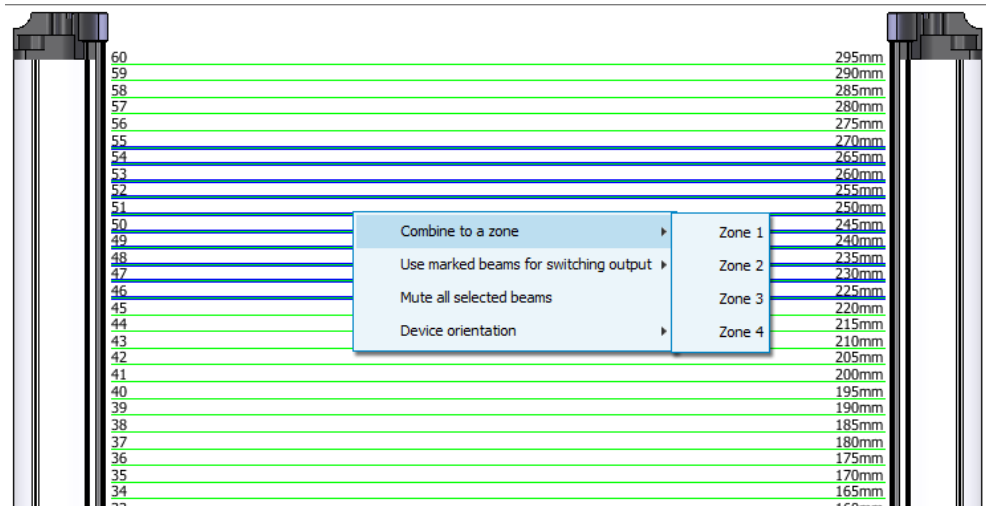 60 295mm
59 290mm
58 285mm
57 280mm
56 275mm
55 270mm
54 265mm
53 260mm
52 255mm
51 250mm
50 245mm
Combine to a zone Zone 1
49 240mm
48 235mm
Use marked beams for switching output Zone 2
47 230mm
46 225mm
Mute all selected beams Zone 3
45 220mm
44 215mm
Device orientation Zone 4
43 210mm
42 205mm
41 200mm
40 195mm
39 190mm
38 185mm
37 180mm
36 175mm
35 170mm
34 165mm